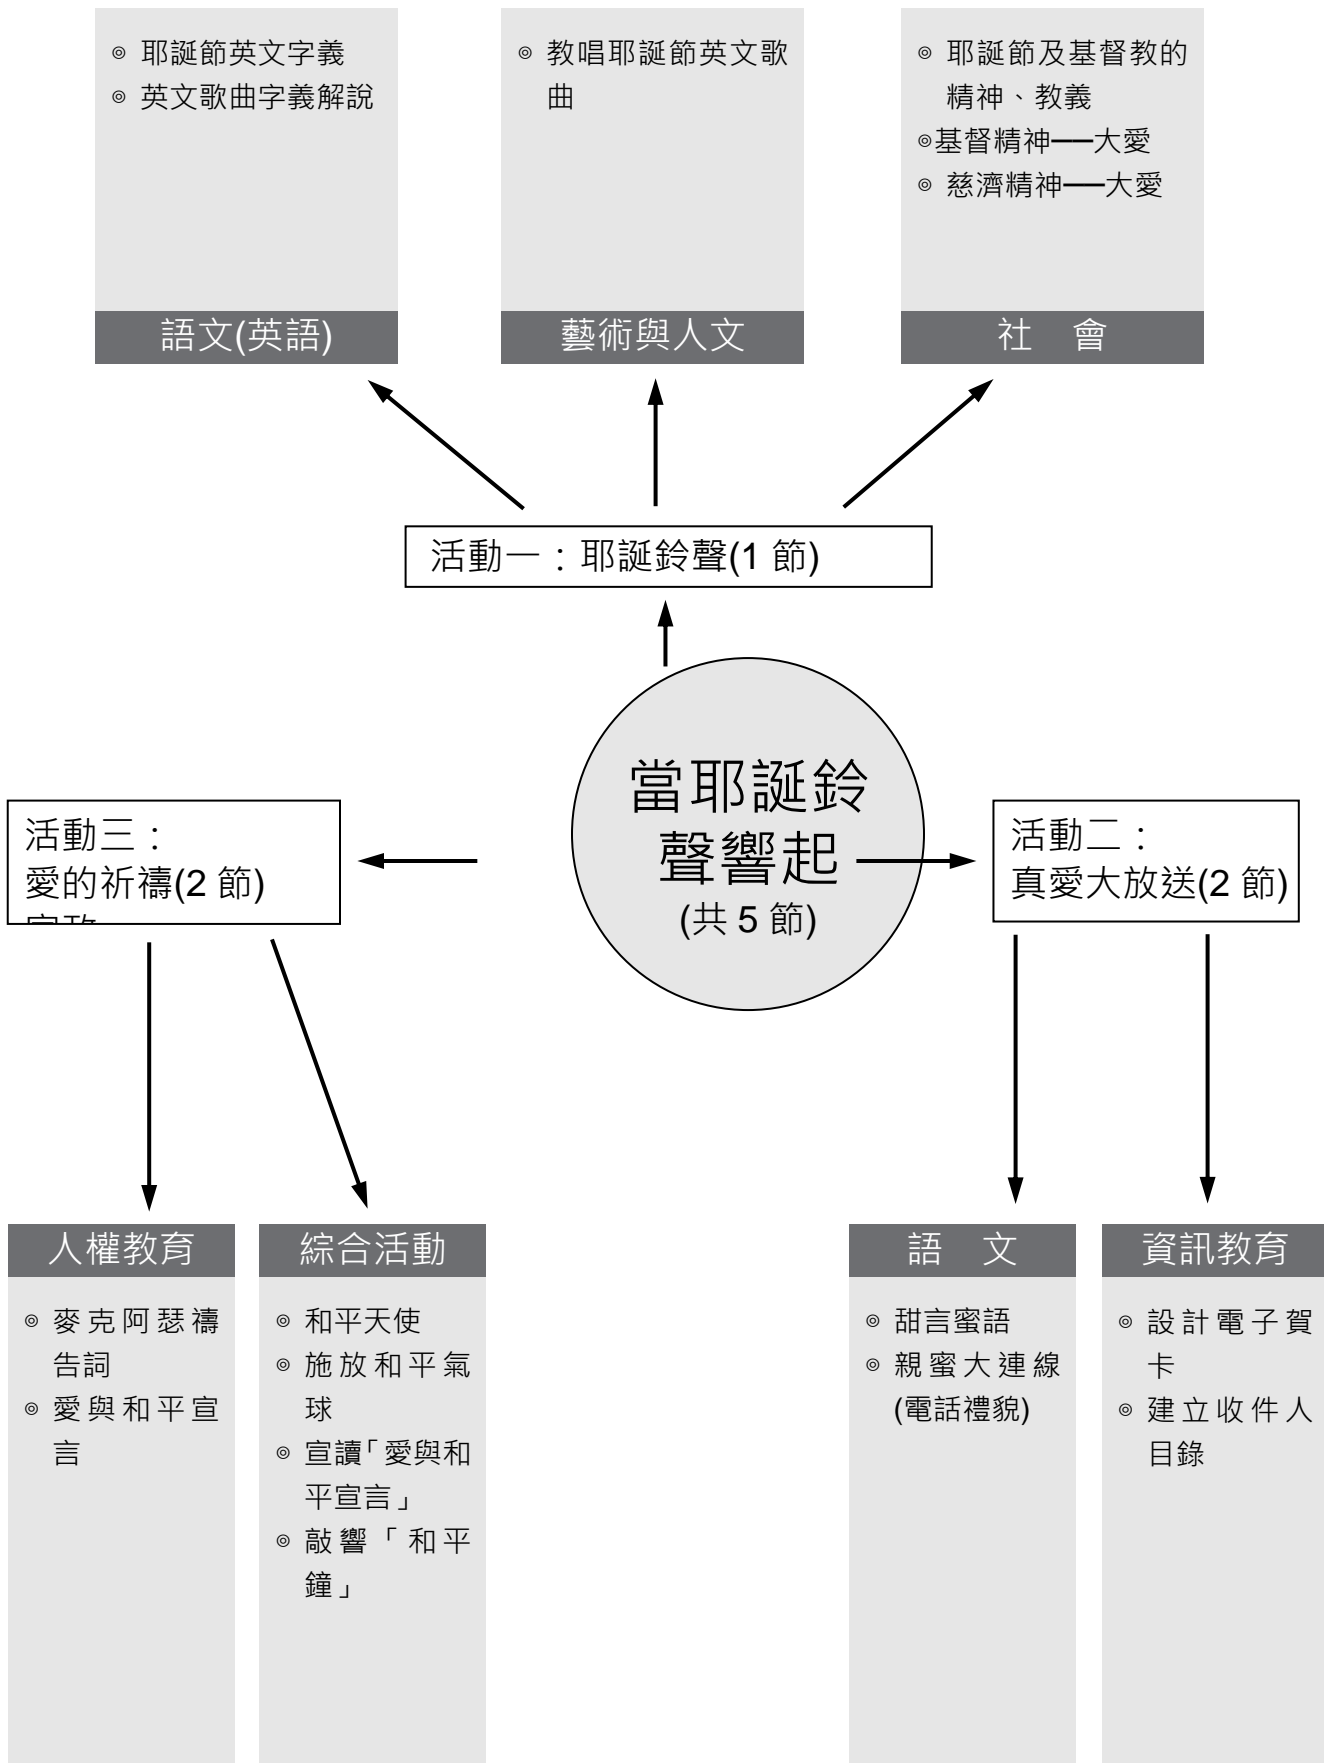 ◎ 耶誕節英文字義
◎ 英文歌曲字義解說
語文(英語)
◎ 教唱耶誕節英文歌
曲
藝術與人文
◎ 耶誕節及基督教的
精神、教義
◎基督精神──大愛
◎ 慈濟精神──大愛
社 會
活動一：耶誕鈴聲(1 節)
當耶誕鈴
聲響起
(共 5 節)
活動三：
愛的祈禱(2 節)
活動二：
真愛大放送(2 節)
人權教育
◎ 麥克阿瑟禱
告詞
◎ 愛與和平宣
言
綜合活動
◎ 和平天使
◎ 施放和平氣
球
◎ 宣讀「愛與和
平宣言」
◎ 敲響「和平
鐘」
語 文
◎ 甜言蜜語
◎ 親蜜大連線
(電話禮貌)
資訊教育
◎ 設計電子賀
卡
◎ 建立收件人
目錄